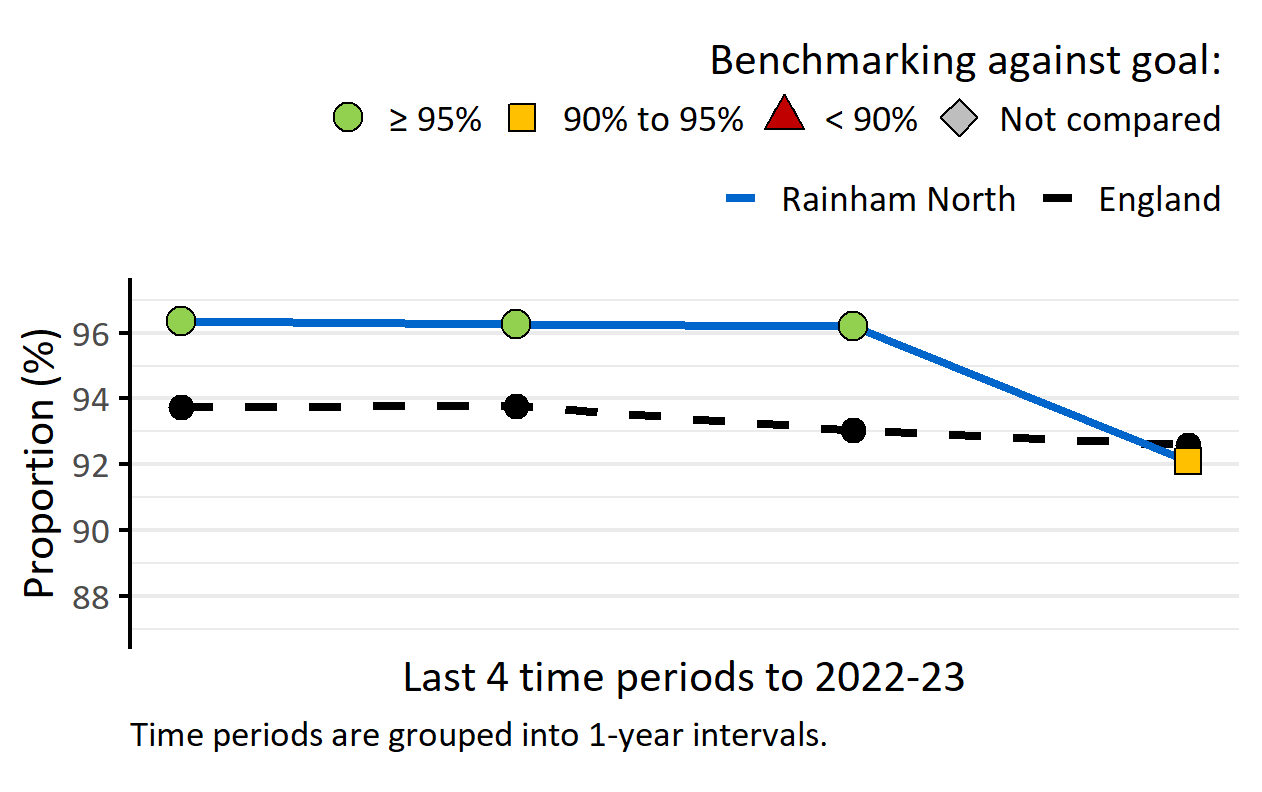 Benchmarking against goal:
≥ 95% 90% to 95% < 90% Not compared
Rainham North England
Proportion (%)
96
94
92
90
88
Last 4 time periods to 2022-23
Time periods are grouped into 1-year intervals.